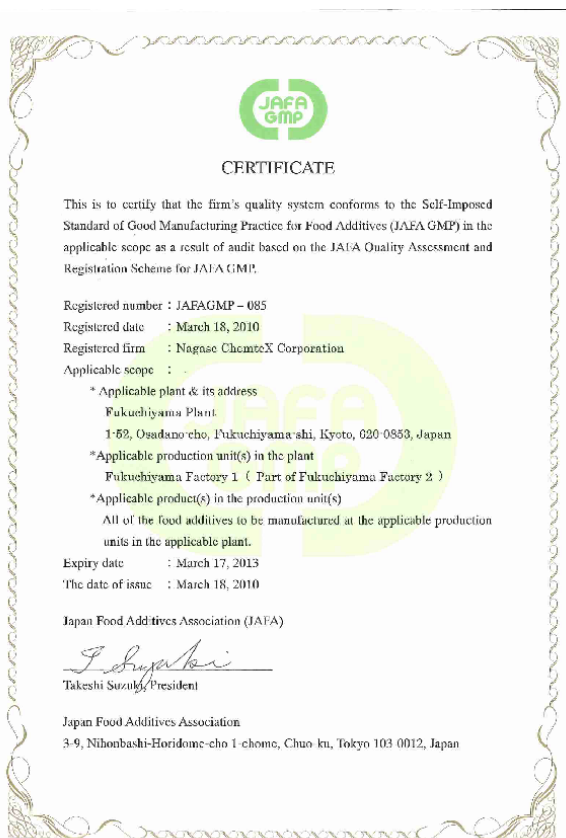 JAFA
GMP
CERTIFICATE
This is to certify that the firm's quality system conforms to the Self-Imposed
Standard of Good Manufacturing Practice for Food Additives (JAFA GMP) in the
applicable scope as a result of audit based on the JAFA Quality Assessment and
Registration Scheme for JAFA GMP.
Registered number : JAFAGMP – 085
Registered date : March 18, 2010
Registered firm : Nagase ChemteX Corporation
Applicable scope :
* Applicable plant & its address
Fukuchiyama Plant
1-52, Osadano-cho, Fukuchiyama-shi, Kyoto, 620-0853, Japan
*Applicable production unit(s) in the plant
Fukuchiyama Factory 1 ( Part of Fukuchiyama Factory 2 )
*Applicable product(s) in the production unit(s)
All of the food additives to be manufactured at the applicable production
units in the applicable plant.
Expiry date : March 17, 2013
The date of issue : March 18, 2010
Japan Food Additives Association (JAFA)
T Suzuki
Takeshi Suzuki, President
Japan Food Additives Association
3-9, Nihonbashi-Horidome-cho 1-chome, Chuo-ku, Tokyo 103-0012, Japan
JAFA
GMP